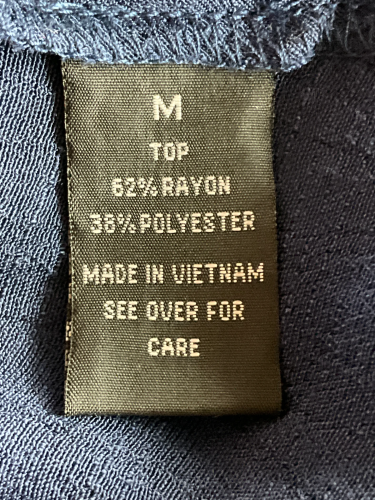 M
TOP
62% RAYON
38% POLYESTER
MADE IN VIETNAM
SEE OVER FOR
CARE